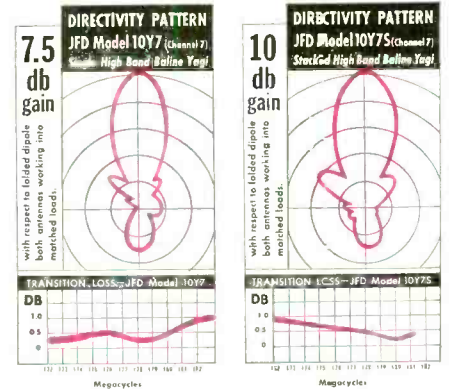 DIRECTIVITY PATTERN
JFD Model 10Y7 (Channel 7)
Single High Band Baline Yagi
7.5
db
gain
with respect to folded dipole
both antennas working into
matched loads.
TRANSITION LOSS—JFD Model 10Y7
DB
1.0
0.5
0
Megacycles
DIRECTIVITY PATTERN
JFD Model 10Y7S (Channel 7)
Stacked High Band Baline Yagi
10
db
gain
with respect to folded dipole
both antennas working into
matched loads.
TRANSITION LOSS—JFD Model 10Y7S
DB
1.0
0.5
0
Megacycles